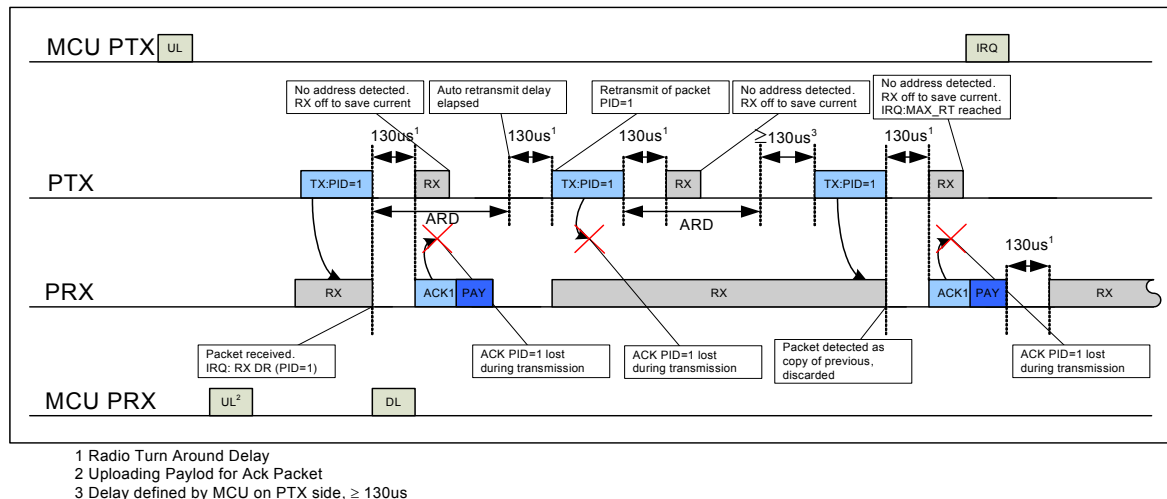 MCU PTX
UL
IRQ
No address detected.
RX off to save current
Auto retransmit delay
elapsed
Retransmit of packet
PID=1
No address detected.
RX off to save current
No address detected.
RX off to save current.
IRQ:MAX_RT reached
130us¹
130us¹
130us¹
≥130us³
130us¹
PTX
TX:PID=1
RX
TX:PID=1
RX
TX:PID=1
RX
ARD
ARD
130us¹
PRX
RX
ACK1
PAY
RX
ACK1
PAY
RX
Packet received.
IRQ: RX DR (PID=1)
ACK PID=1 lost
during transmission
ACK PID=1 lost
during transmission
Packet detected as
copy of previous,
discarded
ACK PID=1 lost
during transmission
MCU PRX
UL²
DL
1 Radio Turn Around Delay
2 Uploading Paylod for Ack Packet
3 Delay defined by MCU on PTX side, ≥ 130us